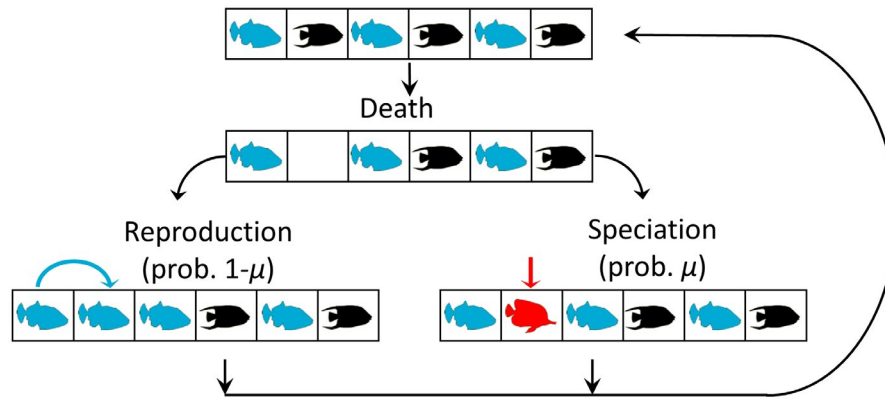 Death
Reproduction
(prob. 1-μ)
Speciation
(prob. μ)